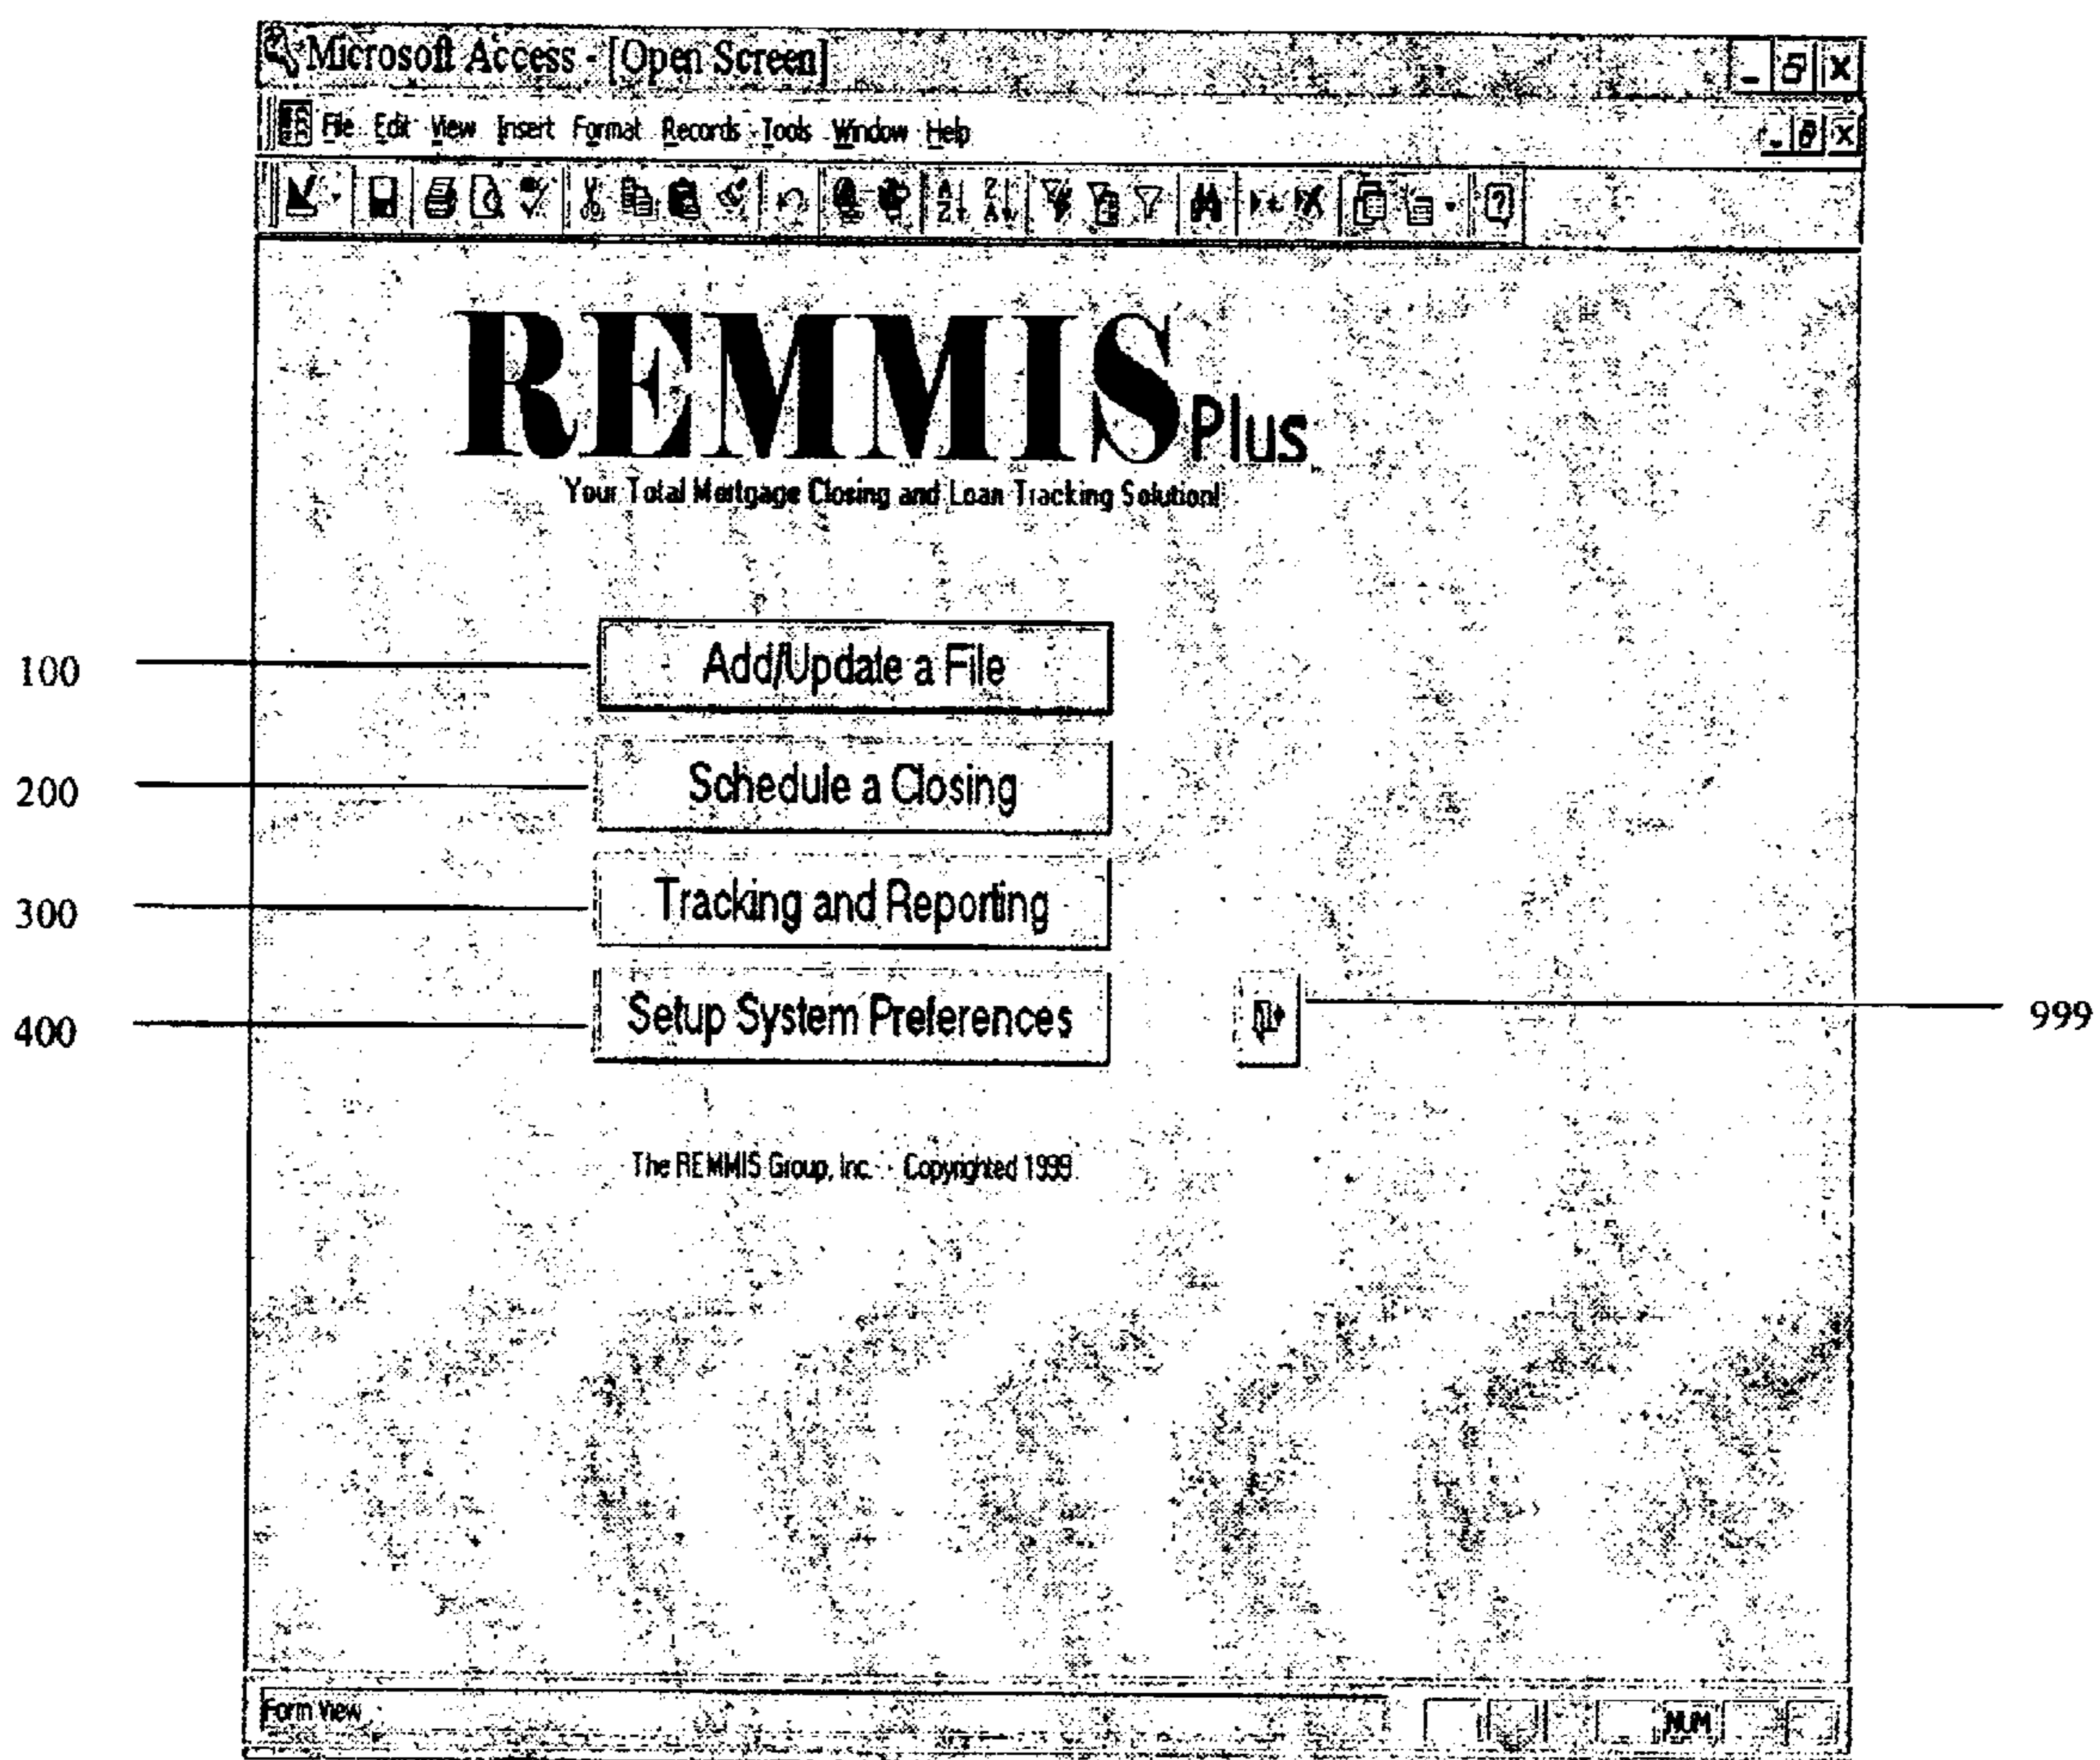 Microsoft Access - [Open Screen]
File Edit View Insert Format Records Tools Window Help
REMMIS Plus
Your Total Mortgage Closing and Loan Tracking Solution!
100 Add/Update a File
200 Schedule a Closing
300 Tracking and Reporting
400 Setup System Preferences 999
The REMMIS Group, Inc. - Copyrighted 1999
Form View NUM